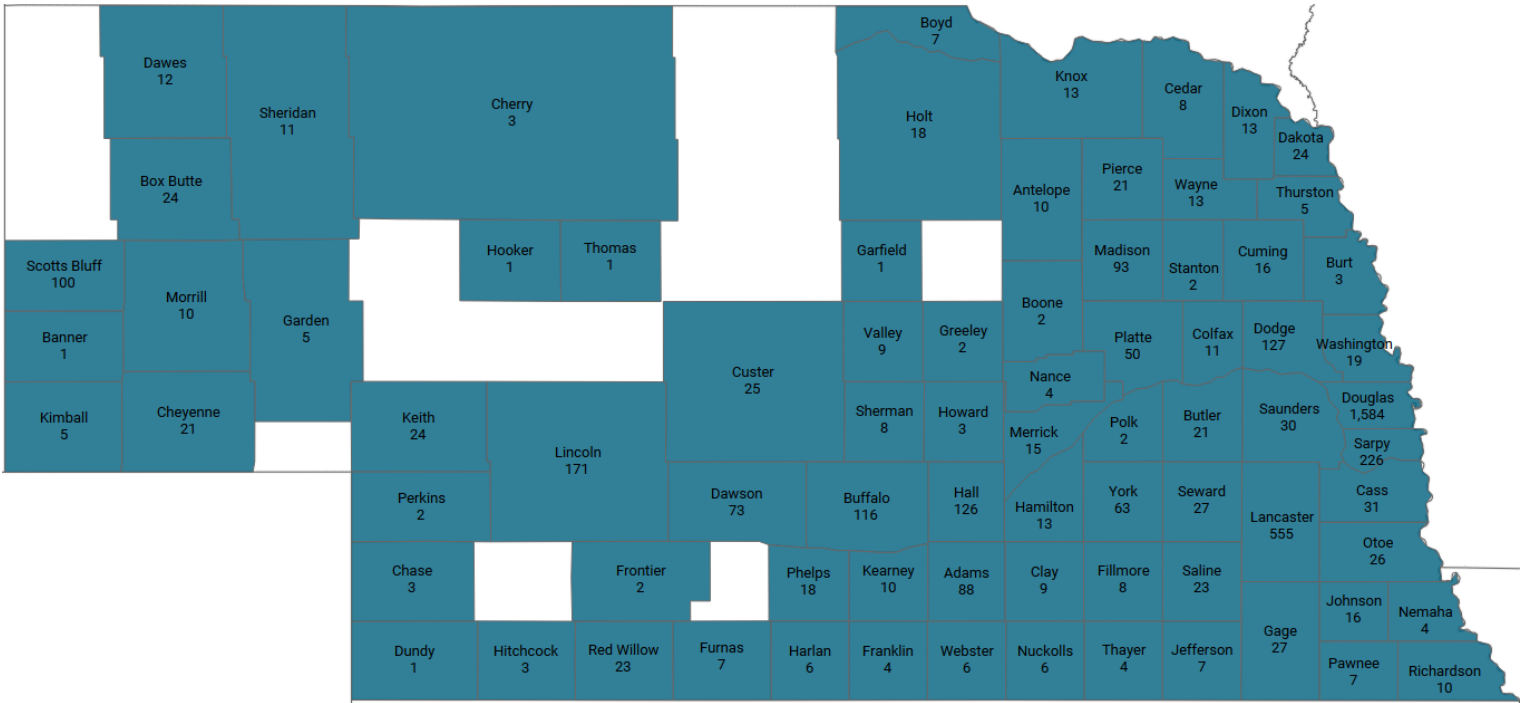 Boyd
7
Dawes
12
Sheridan
11
Cherry
3
Holt
18
Knox
13
Cedar
8
Dixon
13
Dakota
24
Box Butte
24
Antelope
10
Pierce
21
Wayne
13
Thurston
5
Scotts Bluff
100
Morrill
10
Garden
5
Hooker
1
Thomas
1
Garfield
1
Madison
93
Stanton
2
Cuming
16
Burt
3
Banner
1
Boone
2
Custer
25
Valley
9
Greeley
2
Platte
50
Colfax
11
Dodge
127
Washington
19
Kimball
5
Cheyenne
21
Keith
24
Lincoln
171
Sherman
8
Howard
3
Nance
4
Merrick
15
Polk
2
Butler
21
Saunders
30
Douglas
1,584
Sarpy
226
Perkins
2
Dawson
73
Buffalo
116
Hall
126
Hamilton
13
York
63
Seward
27
Lancaster
555
Cass
31
Otoe
26
Chase
3
Frontier
2
Phelps
18
Kearney
10
Adams
88
Clay
9
Fillmore
8
Saline
23
Johnson
16
Nemaha
4
Dundy
1
Hitchcock
3
Red Willow
23
Furnas
7
Harlan
6
Franklin
4
Webster
6
Nuckolls
6
Thayer
4
Jefferson
7
Gage
27
Pawnee
7
Richardson
10